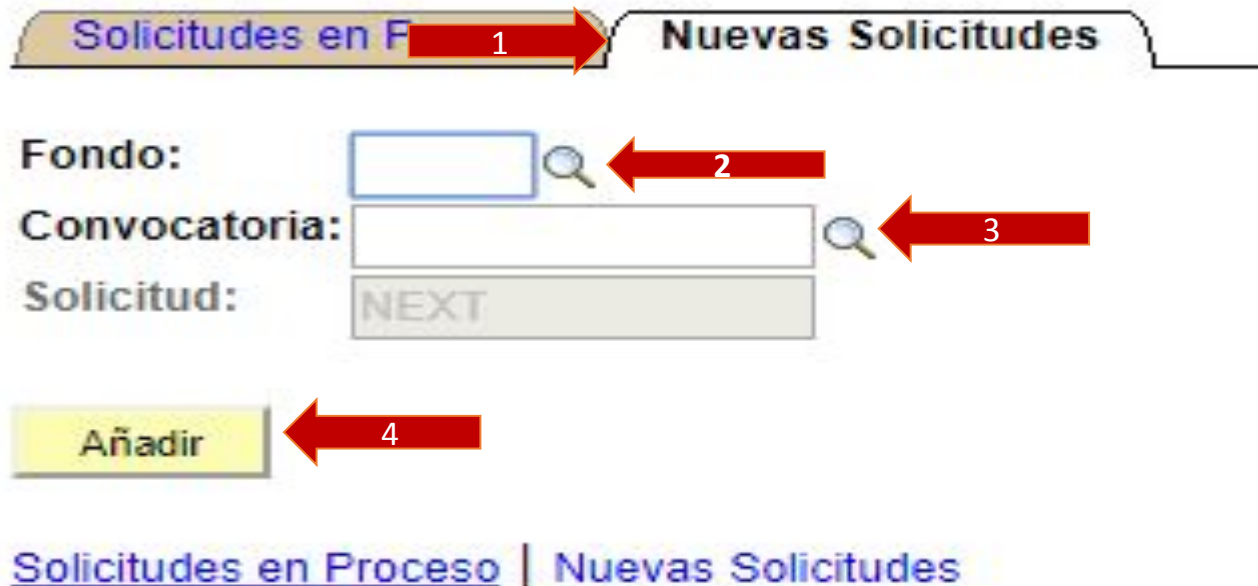 Solicitudes en P 1 Nuevas Solicitudes
Fondo: 2
Convocatoria: 3
Solicitud: NEXT
Añadir 4
Solicitudes en Proceso | Nuevas Solicitudes